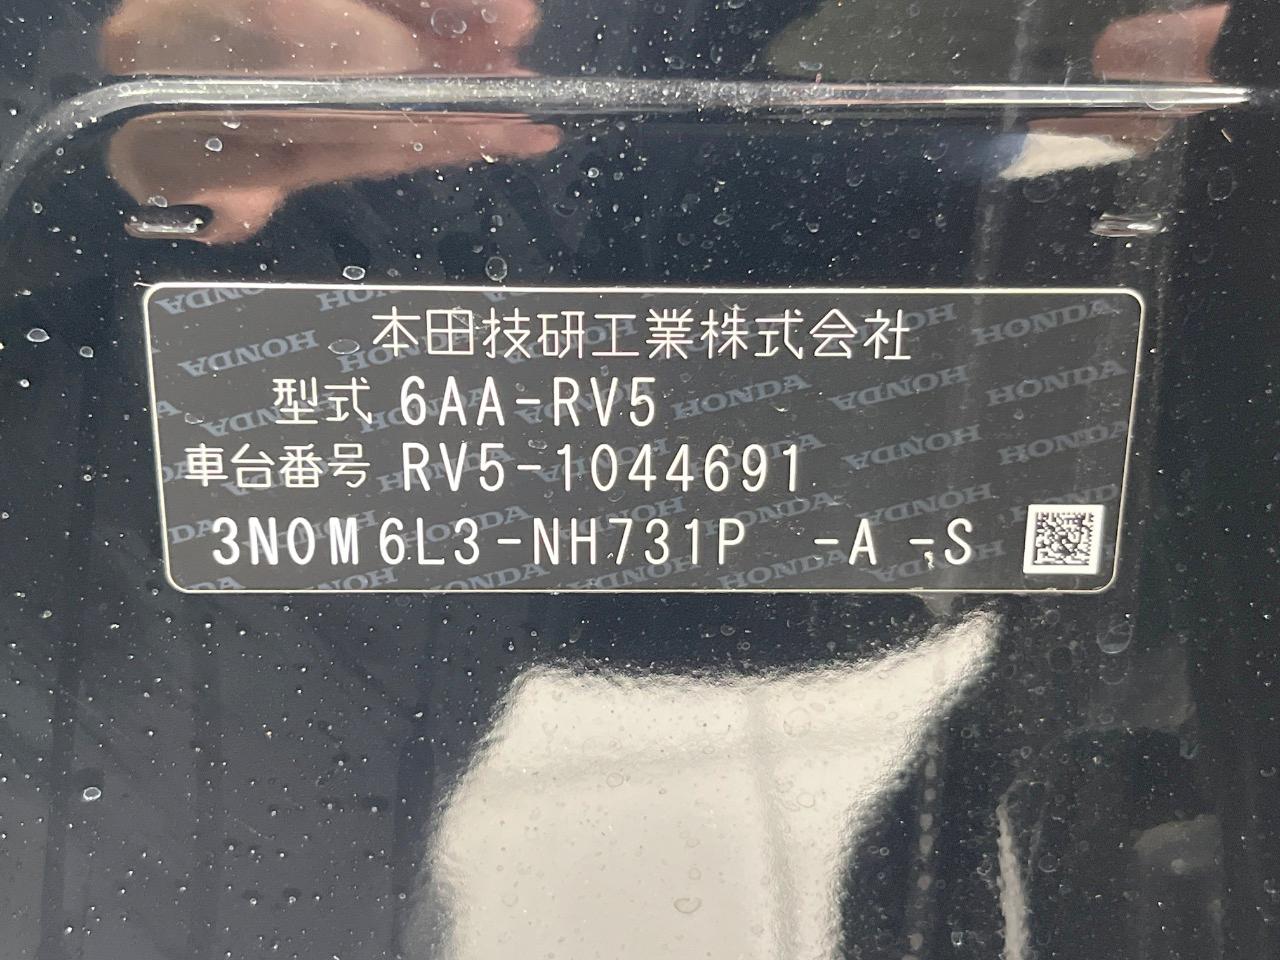 本田技研工業株式会社
型式 6AA-RV5
車台番号 RV5-1044691
3N0M6L3-NH731P -A -S